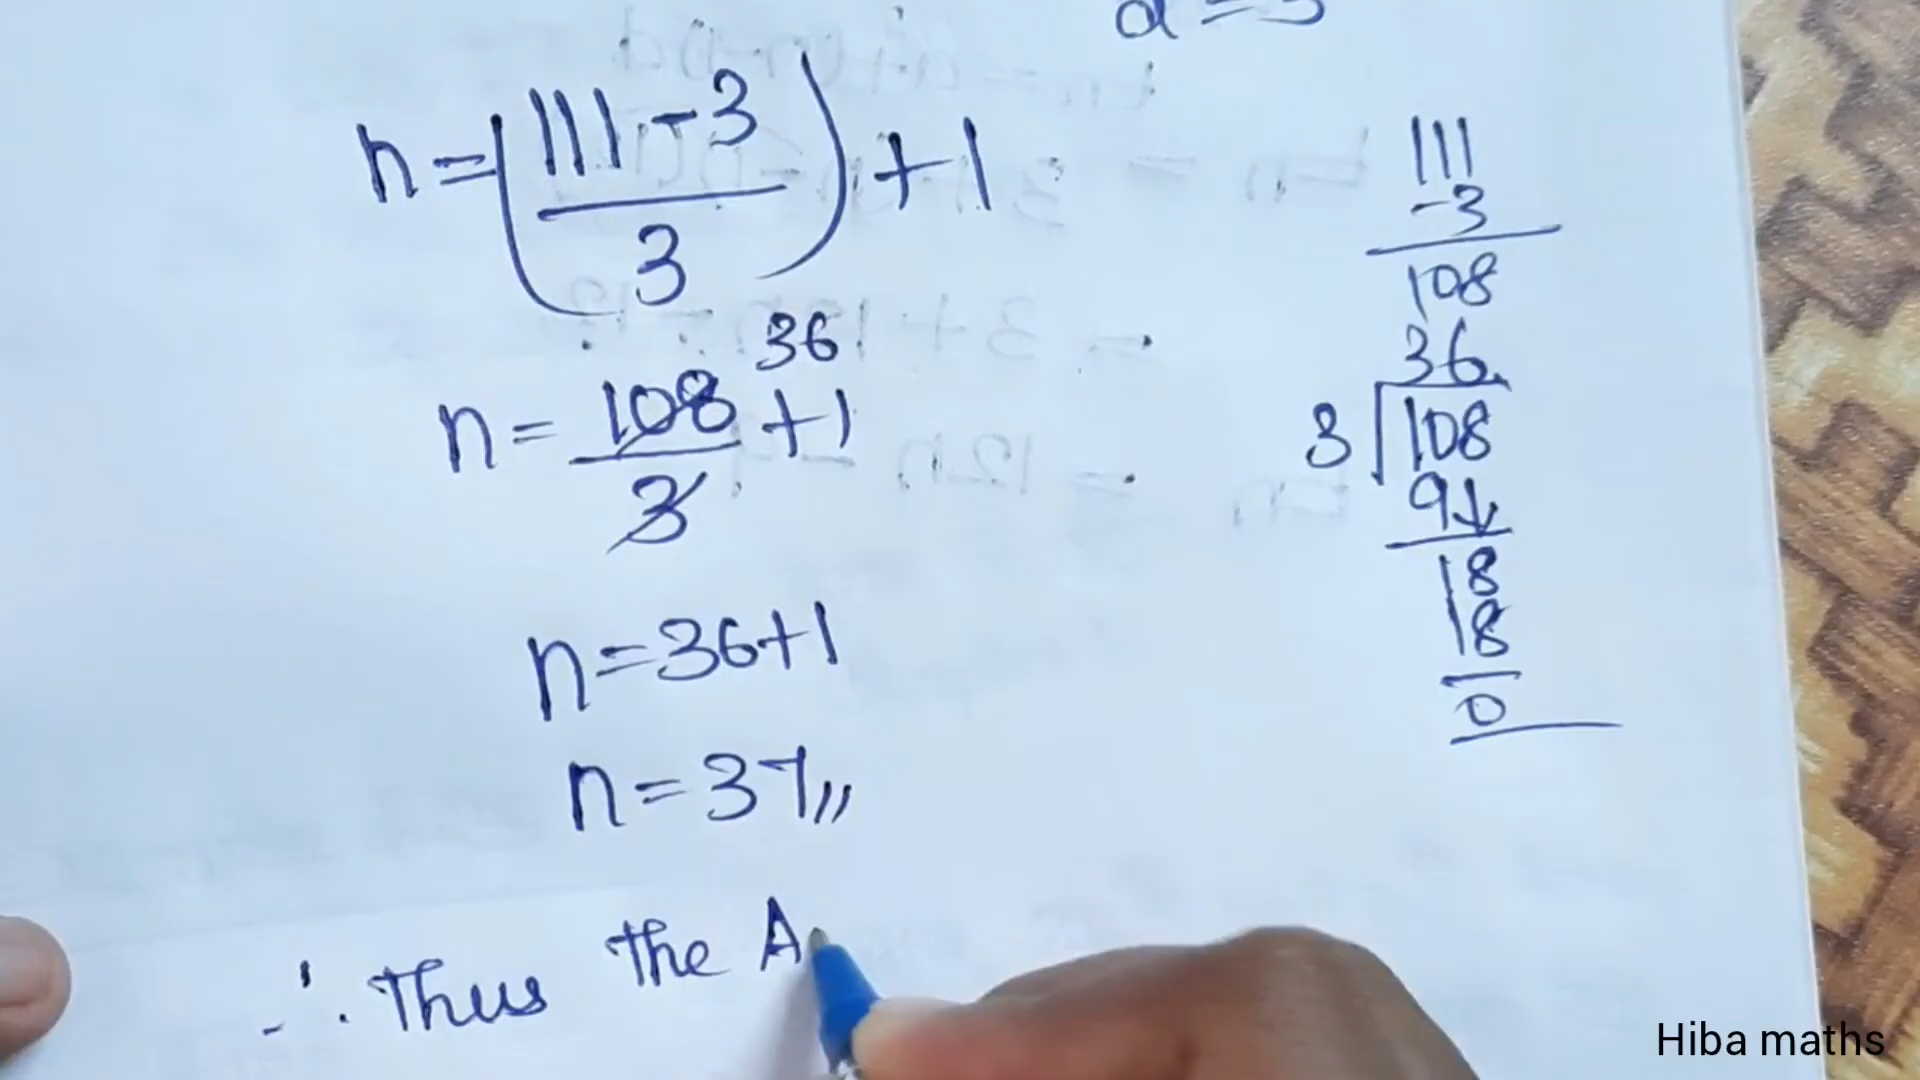 d = 3
n = (111 - 3 / 3) + 1
36
n = 108 / 3 + 1
n = 36 + 1
n = 37 //
∴ Thus the A
111
-3
108
36
3 108
9↓
18
18
0
Hiba maths